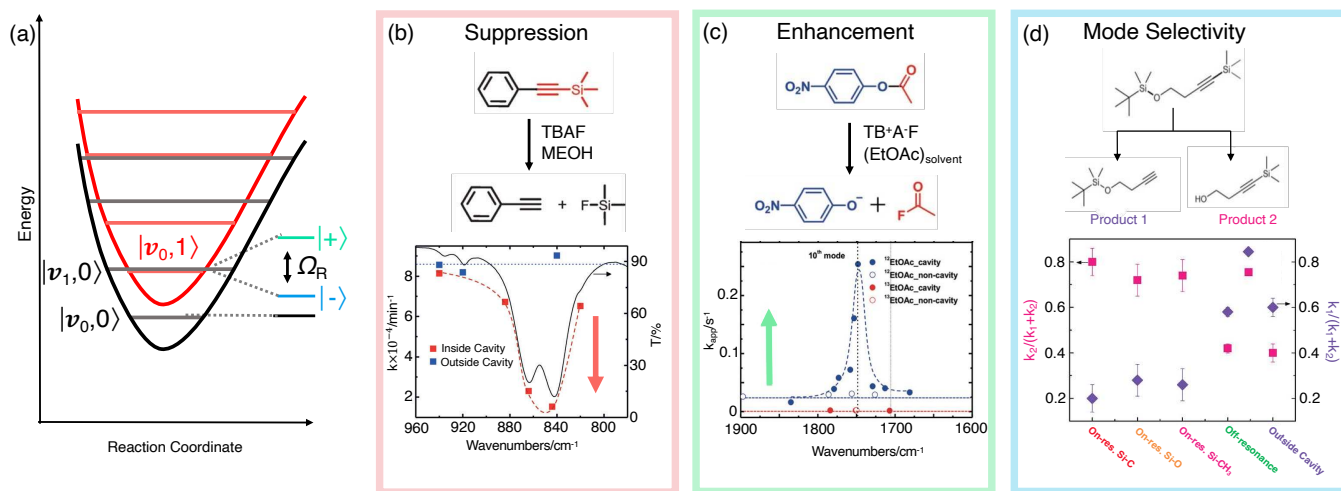 (a)
Energy
|v₁,0⟩
|v₀,1⟩
|v₀,0⟩
|+⟩
Ω_R
|-⟩
Reaction Coordinate
(b) Suppression
Si
TBAF
MEOH
+
F
Si
k×10⁻⁴/min⁻¹
8
6
4
2
90
60
30
0
T/%
Inside Cavity
Outside Cavity
960 920 880 840 800
Wavenumbers/cm⁻¹
(c) Enhancement
O₂N
O
O
TB⁺A⁻F
(EtOAc)solvent
O₂N
O⁻
+
F
O
10th mode
¹²EtOAc_cavity
¹²EtOAc_non-cavity
¹³EtOAc_cavity
¹³EtOAc_non-cavity
kapp/s⁻¹
0.2
0.1
0
1900 1800 1700 1600
Wavenumbers/cm⁻¹
(d) Mode Selectivity
Si
O
Si
Si
O
HO
Si
Product 1
Product 2
k₂/(k₁+k₂)
0.8
0.6
0.4
0.2
0.8
0.6
0.4
0.2
k₁/(k₁+k₂)
On-res. Si-C
On-res. Si-O
On-res. Si-CH₃
Off-resonance
Outside Cavity